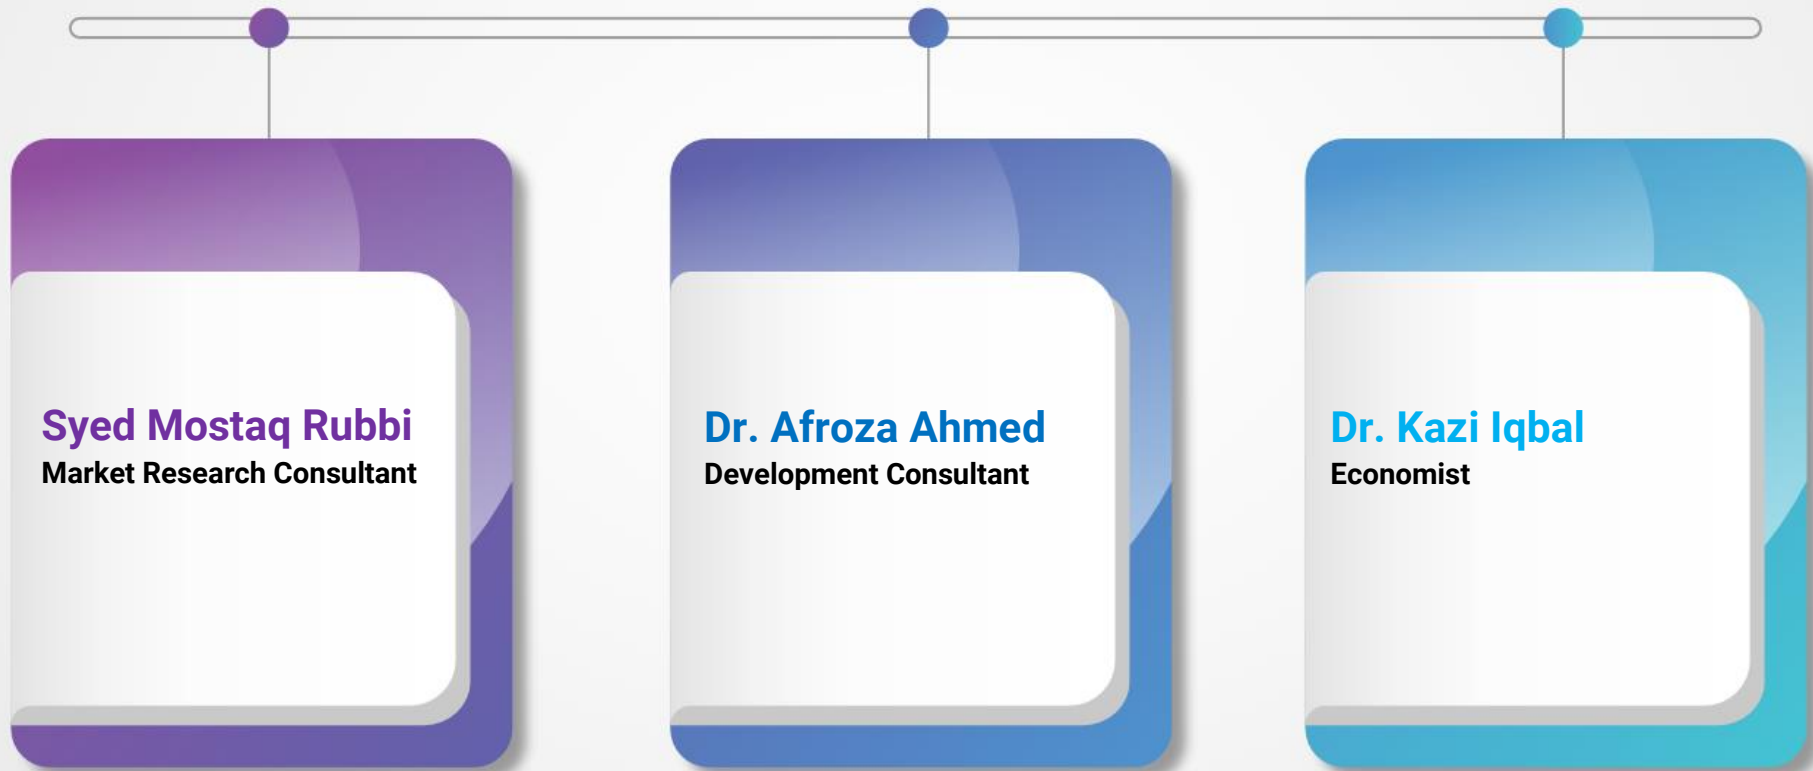 Syed Mostaq Rubbi
Market Research Consultant
Dr. Afroza Ahmed
Development Consultant
Dr. Kazi Iqbal
Economist